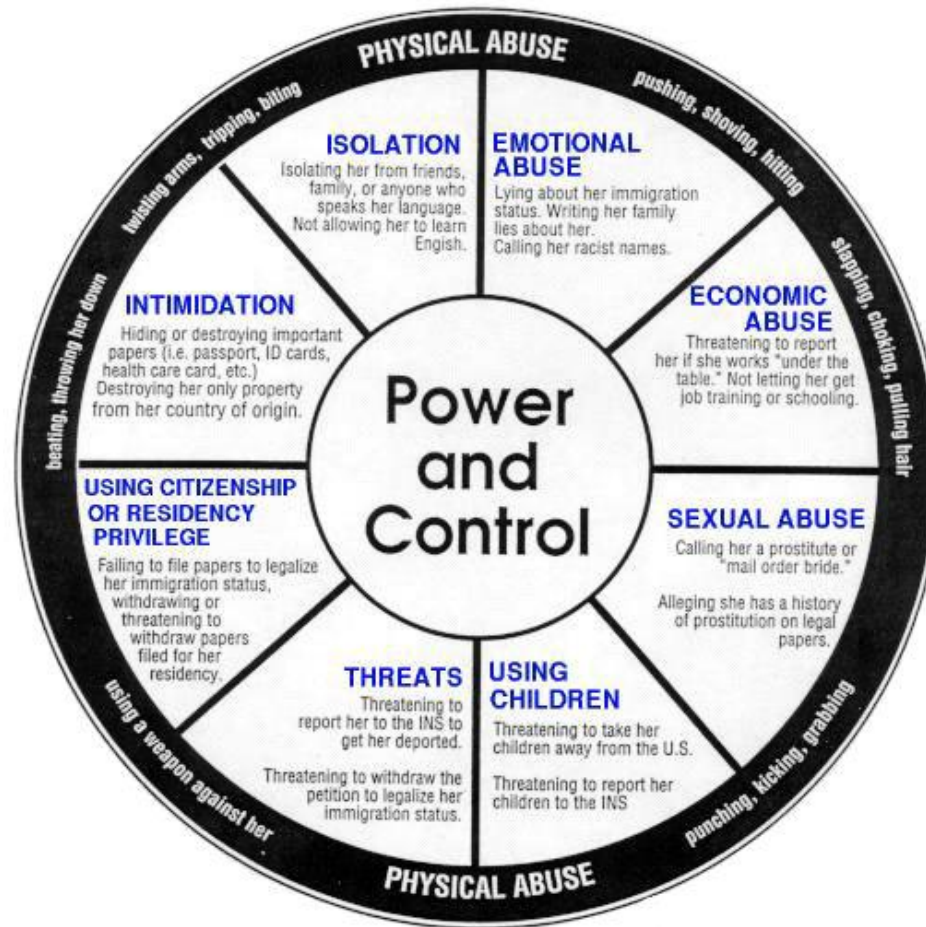 PHYSICAL ABUSE
pushing, shoving, hitting
slapping, choking, pulling hair
punching, kicking, grabbing
PHYSICAL ABUSE
using a weapon against her
beating, throwing her down
twisting arms, tripping, biting
Power
and
Control
ISOLATION
Isolating her from friends,
family, or anyone who
speaks her language.
Not allowing her to learn
Engish.
EMOTIONAL
ABUSE
Lying about her immigration
status. Writing her family
lies about her.
Calling her racist names.
ECONOMIC
ABUSE
Threatening to report
her if she works "under the
table." Not letting her get
job training or schooling.
SEXUAL ABUSE
Calling her a prostitute or
"mail order bride."
Alleging she has a history
of prostitution on legal
papers.
USING
CHILDREN
Threatening to take her
children away from the U.S.
Threatening to report her
children to the INS
THREATS
Threatening to
report her to the INS to
get her deported.
Threatening to withdraw the
petition to legalize her
immigration status.
USING CITIZENSHIP
OR RESIDENCY
PRIVILEGE
Failing to file papers to legalize
her immigration status,
withdrawing or
threatening to
withdraw papers
filed for her
residency.
INTIMIDATION
Hiding or destroying important
papers (i.e. passport, ID cards,
health care card, etc.)
Destroying her only property
from her country of origin.